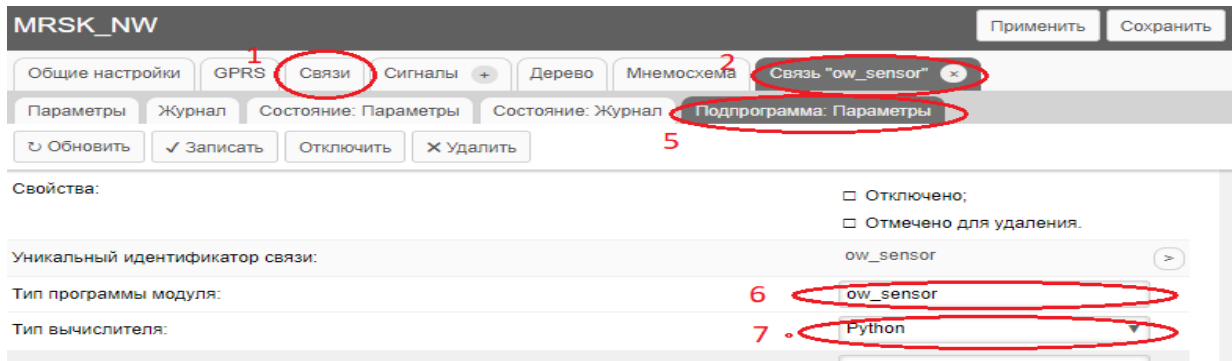 MRSK_NW Применить Сохранить
1 2
Общие настройки GPRS Связи Сигналы + Дерево Мнемосхема Связь "ow_sensor" ×
Параметры Журнал Состояние: Параметры Состояние: Журнал Подпрограмма: Параметры
↻ Обновить ✓ Записать Отключить ✕ Удалить 5
Свойства: □ Отключено;
□ Отмечено для удаления.
Уникальный идентификатор связи: ow_sensor >
Тип программы модуля: 6 ow_sensor
Тип вычислителя: 7 Python ▼